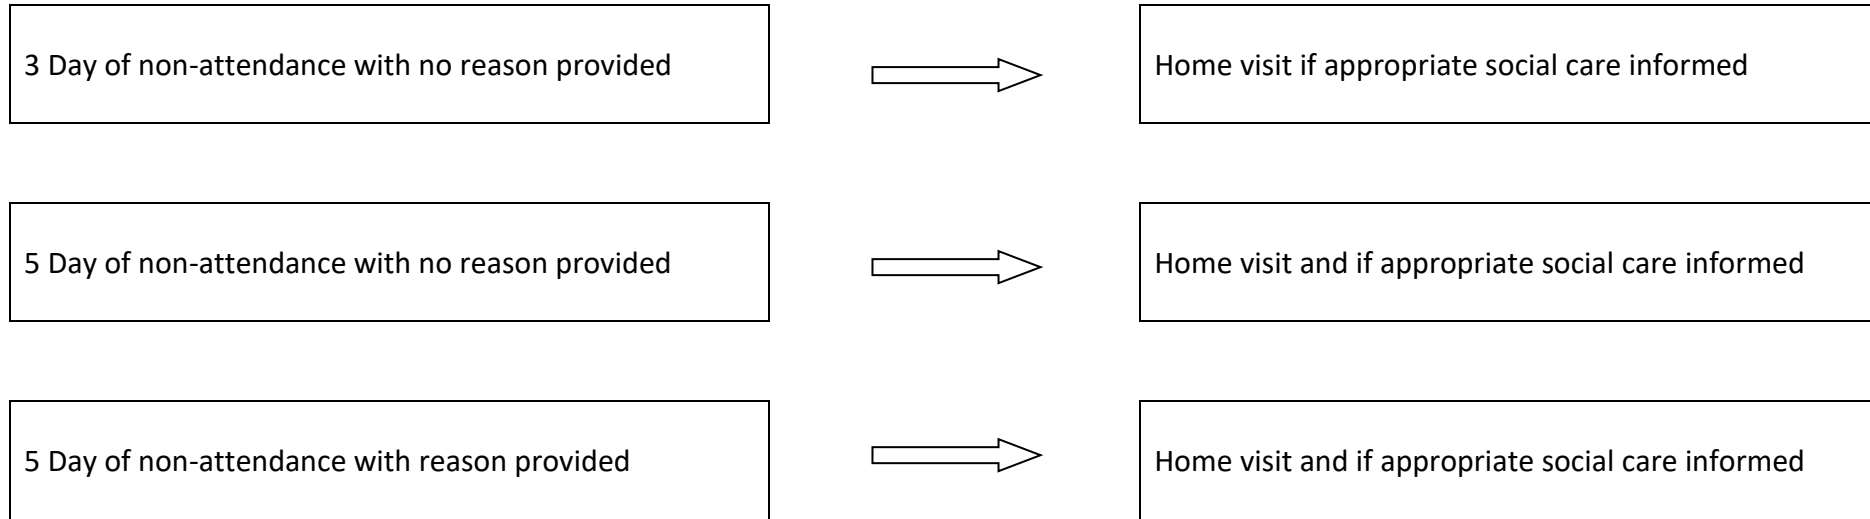 3 Day of non-attendance with no reason provided
Home visit if appropriate social care informed
5 Day of non-attendance with no reason provided
Home visit and if appropriate social care informed
5 Day of non-attendance with reason provided
Home visit and if appropriate social care informed